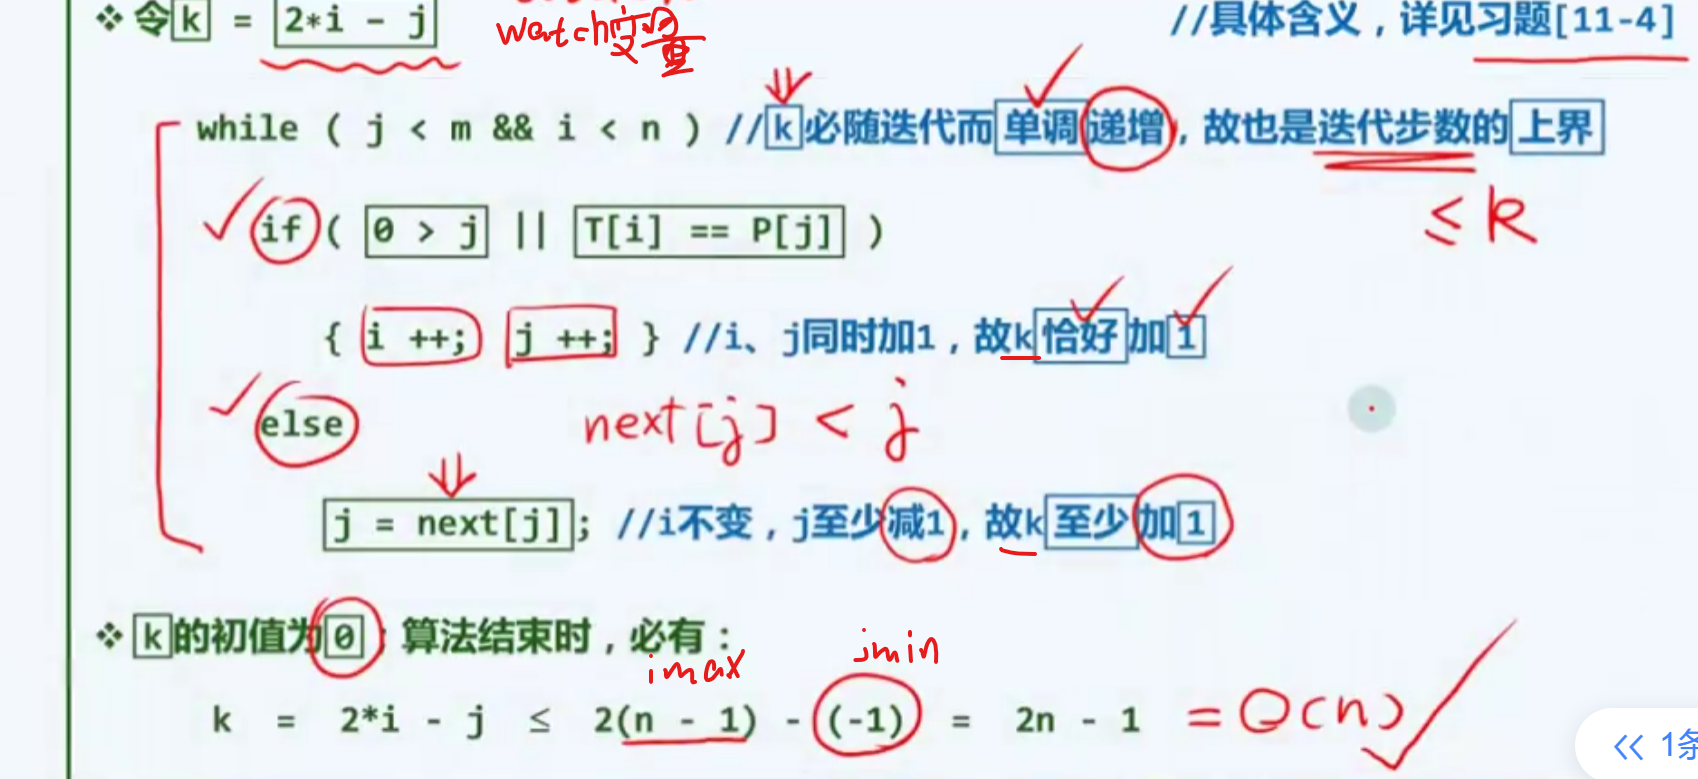 ❖ 令k = 2*i - j //具体含义，详见习题[11-4]
watch变量
while ( j < m && i < n ) //k必随迭代而单调递增，故也是迭代步数的上界
≤ k
if ( 0 > j || T[i] == P[j] )
{ i ++; j ++; } //i、j同时加1，故k恰好加1
else
next[j] < j
j = next[j]; //i不变，j至少减1，故k至少加1
❖ k的初值为0；算法结束时，必有：
imax jmin
k = 2*i - j ≤ 2(n - 1) - (-1) = 2n - 1 = O(n)
« 1条